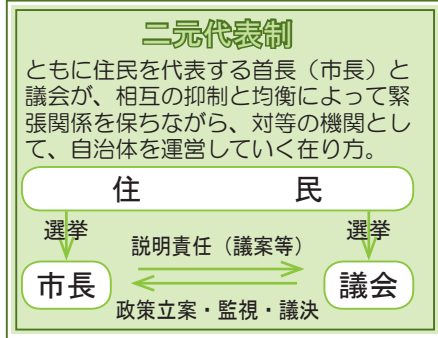 二元代表制
ともに住民を代表する首長（市長）と
議会が、相互の抑制と均衡によって緊
張関係を保ちながら、対等の機関とし
て、自治体を運営していく在り方。
住　民
選挙　選挙
説明責任（議案等）
市長　議会
政策立案・監視・議決